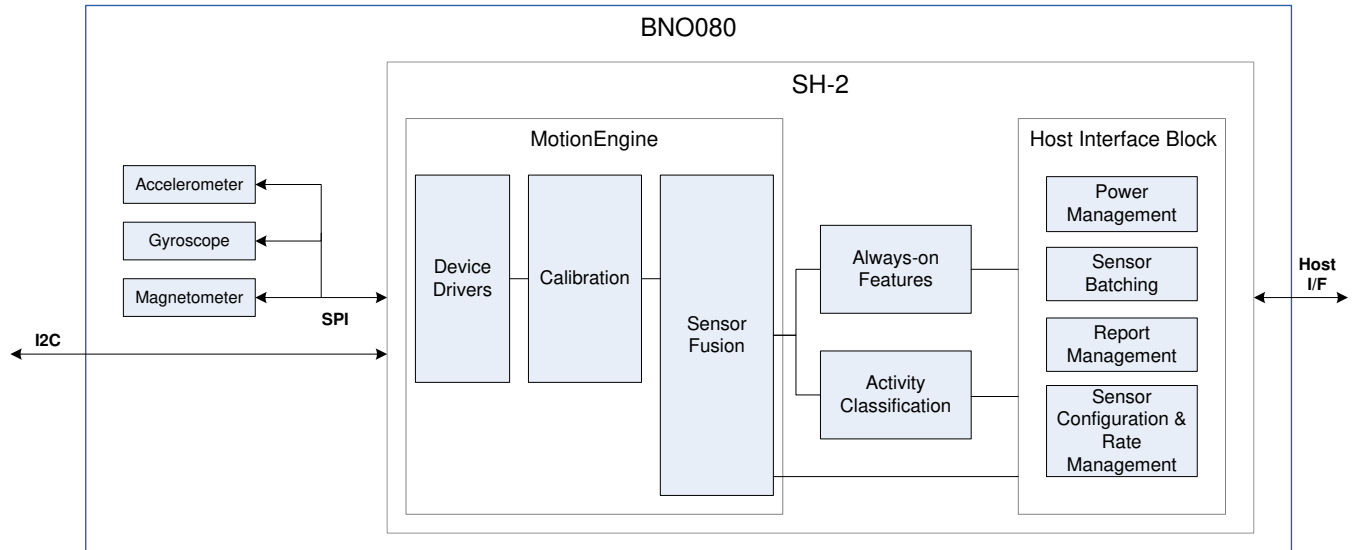 BNO080
SH-2
MotionEngine
Host Interface Block
Accelerometer
Gyroscope
Magnetometer
SPI
I2C
Device
Drivers
Calibration
Sensor
Fusion
Always-on
Features
Activity
Classification
Power
Management
Sensor
Batching
Report
Management
Sensor
Configuration &
Rate
Management
Host
I/F